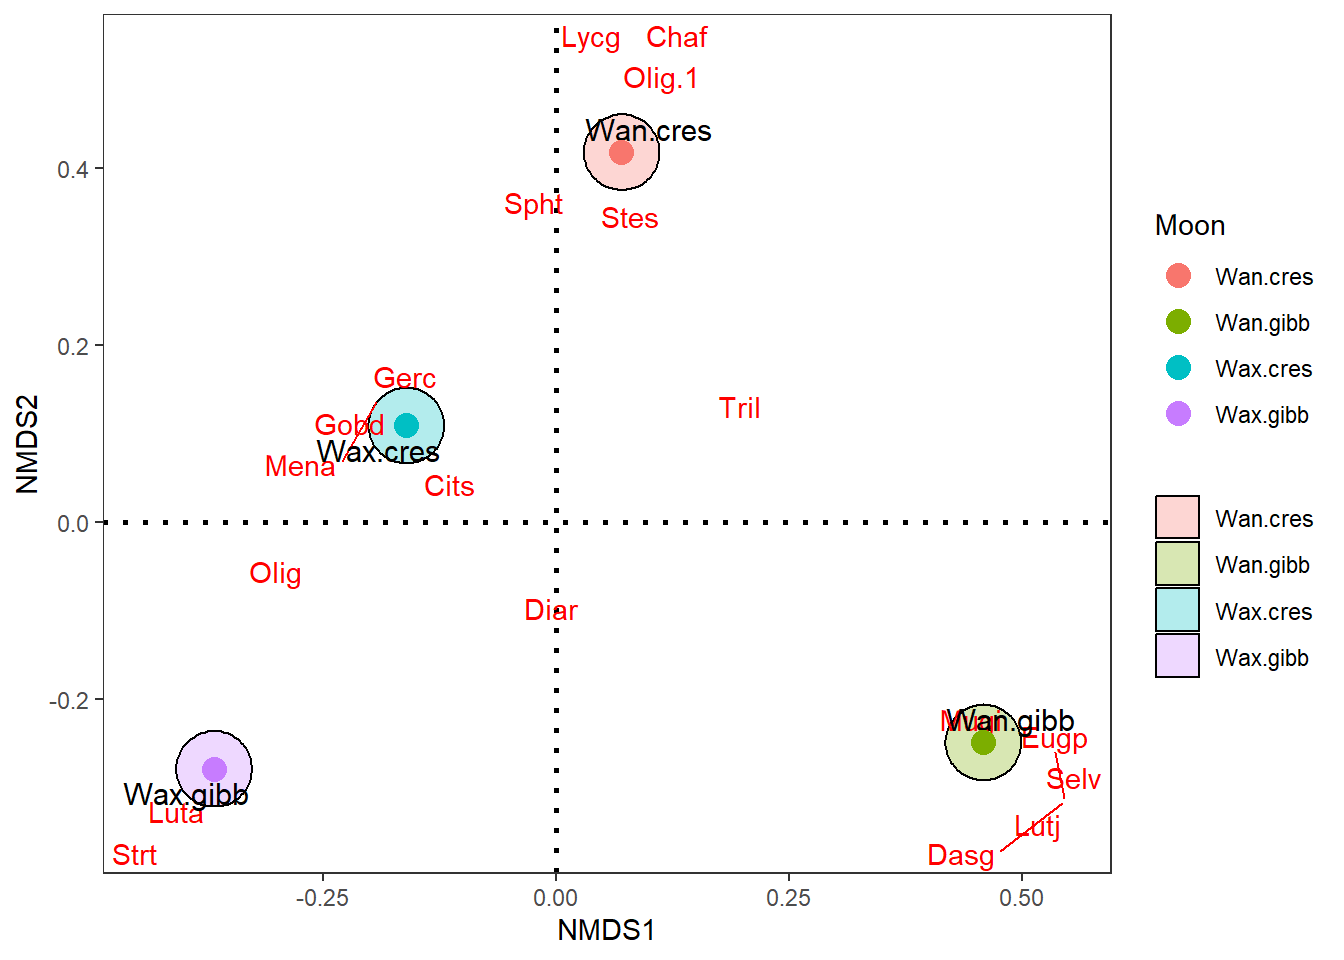 Lycg Chaf
Olig.1
Wan.cres
0.4
Spht
Stes
0.2
Gerc
Tril
Gobd
Wax.cres
Mena
Cits
0.0
Olig
Diar
-0.2
Wan.gibb
Eugp
Selv
Wax.gibb
Luta
Lutj
Strt
Dasg
-0.25 0.00 0.25 0.50
NMDS1
NMDS2
Moon
Wan.cres
Wan.gibb
Wax.cres
Wax.gibb
Wan.cres
Wan.gibb
Wax.cres
Wax.gibb